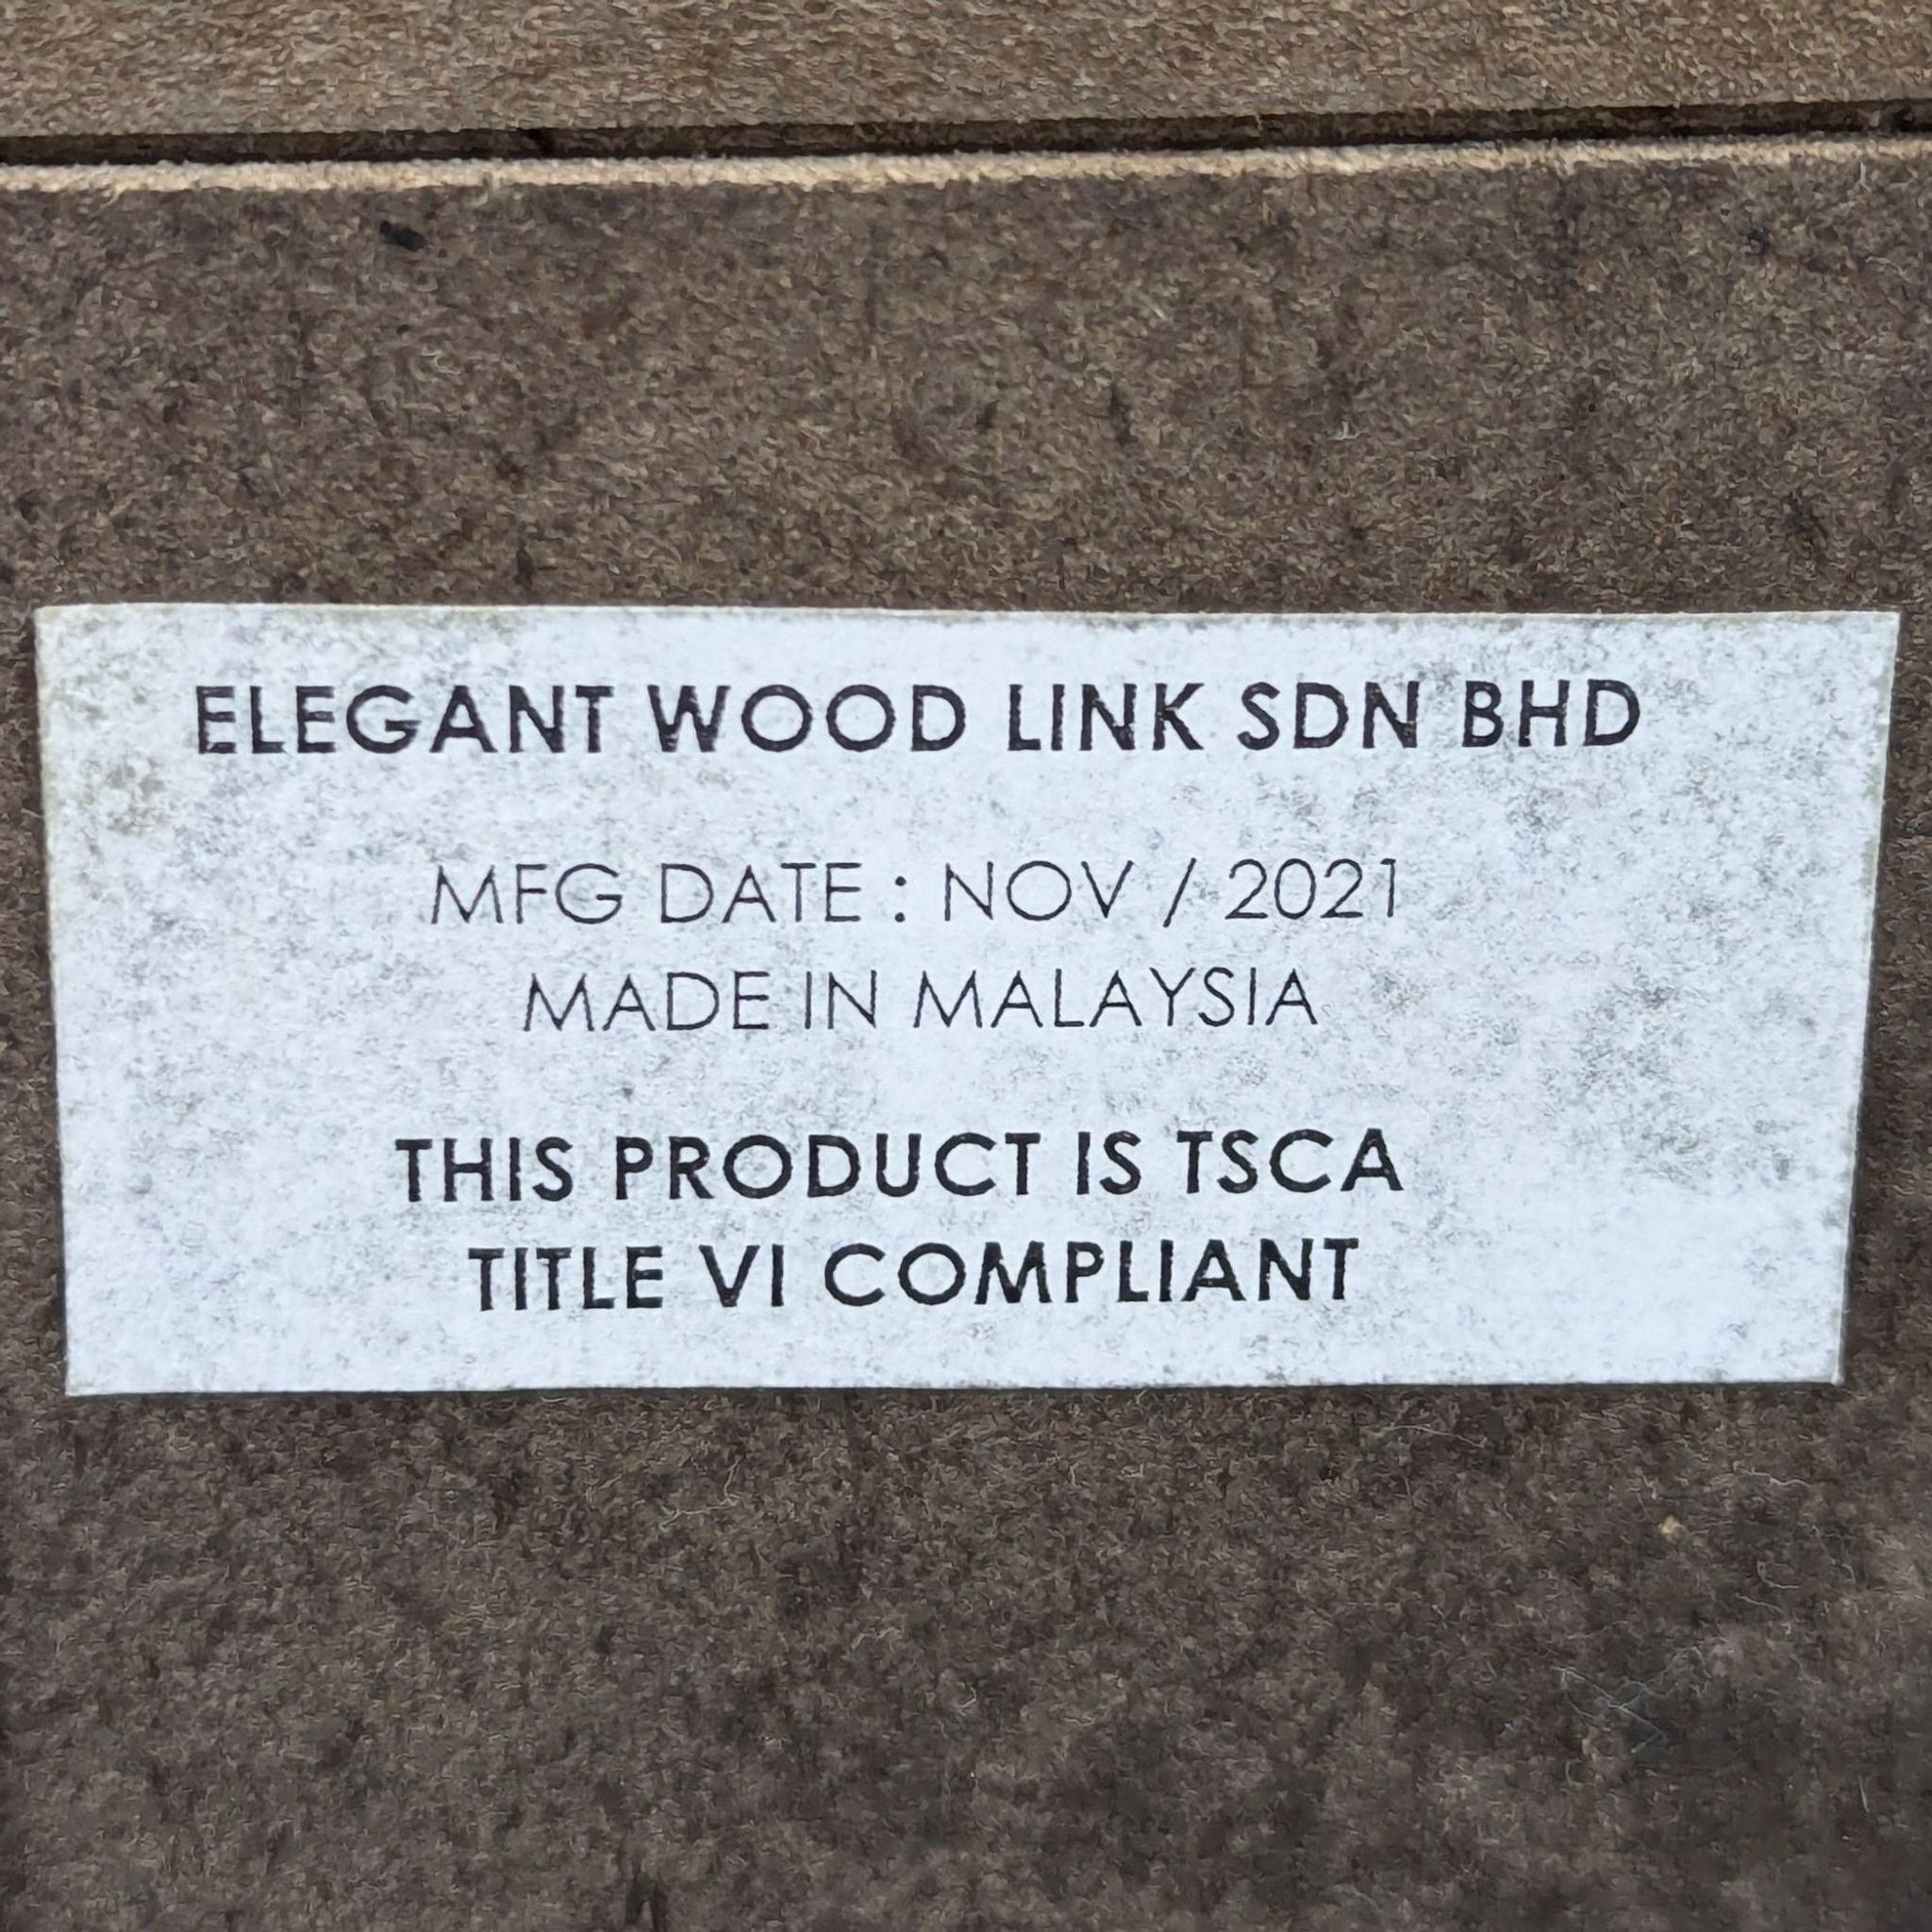 ELEGANT WOOD LINK SDN BHD
MFG DATE : NOV / 2021
MADE IN MALAYSIA
THIS PRODUCT IS TSCA
TITLE VI COMPLIANT